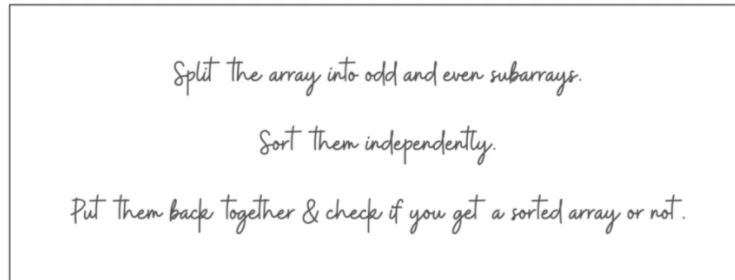 Split the array into odd and even subarrays.
Sort them independently.
Put them back together & check if you get a sorted array or not.